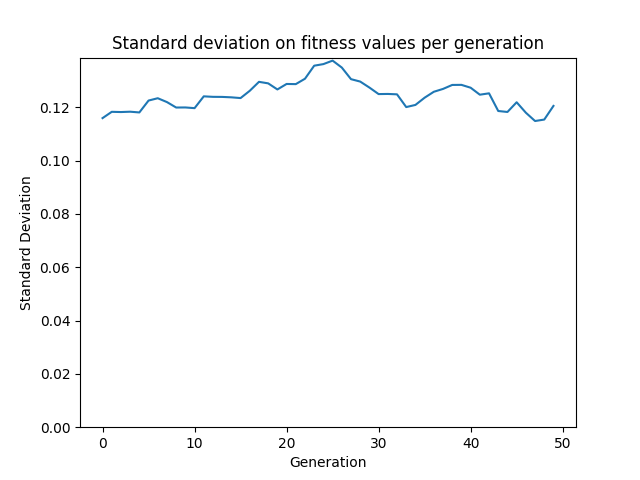 Standard deviation on fitness values per generation
0.12
0.10
0.08
0.06
0.04
0.02
0.00
Standard Deviation
0 10 20 30 40 50
Generation